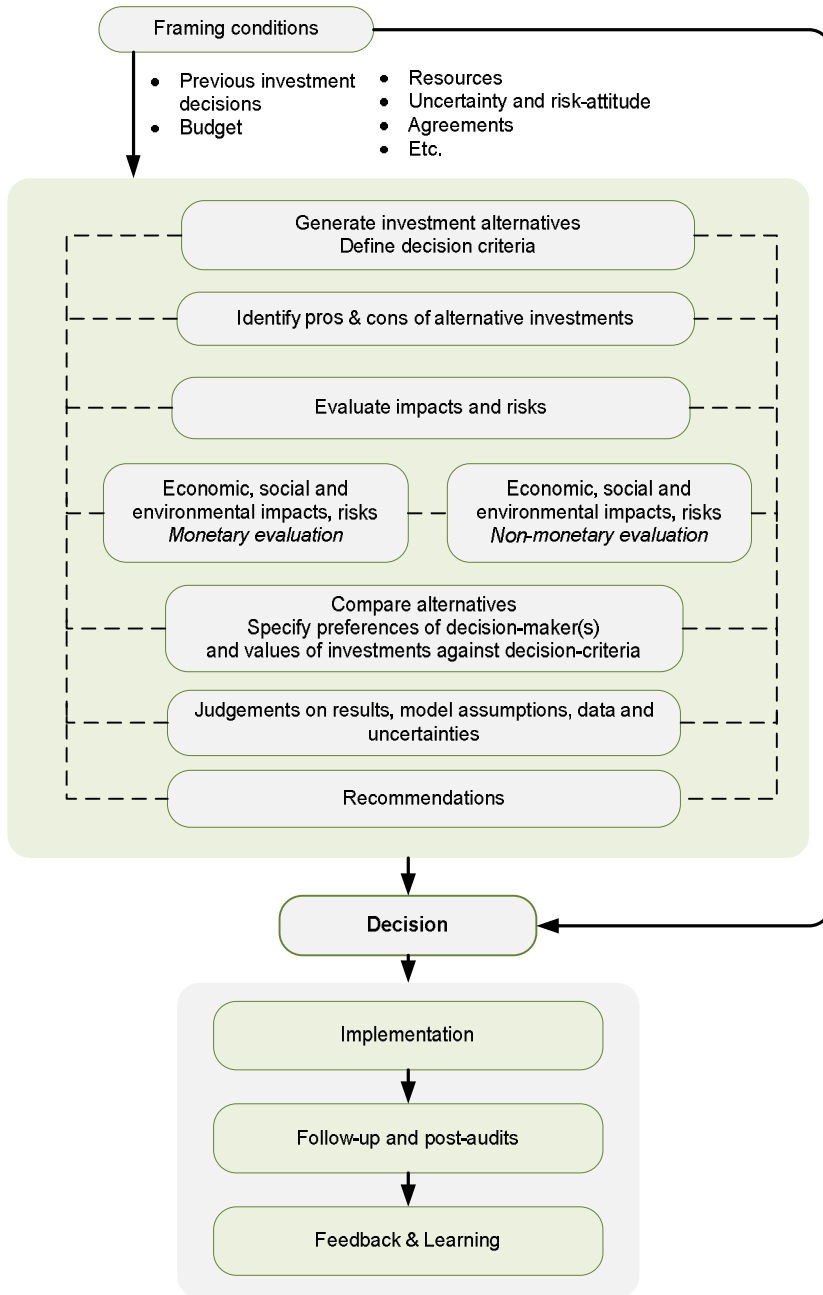 Framing conditions
• Previous investment
decisions
• Budget
• Resources
• Uncertainty and risk-attitude
• Agreements
• Etc.
Generate investment alternatives
Define decision criteria
Identify pros & cons of alternative investments
Evaluate impacts and risks
Economic, social and
environmental impacts, risks
Monetary evaluation
Economic, social and
environmental impacts, risks
Non-monetary evaluation
Compare alternatives
Specify preferences of decision-maker(s)
and values of investments against decision-criteria
Judgements on results, model assumptions, data and
uncertainties
Recommendations
Decision
Implementation
Follow-up and post-audits
Feedback & Learning